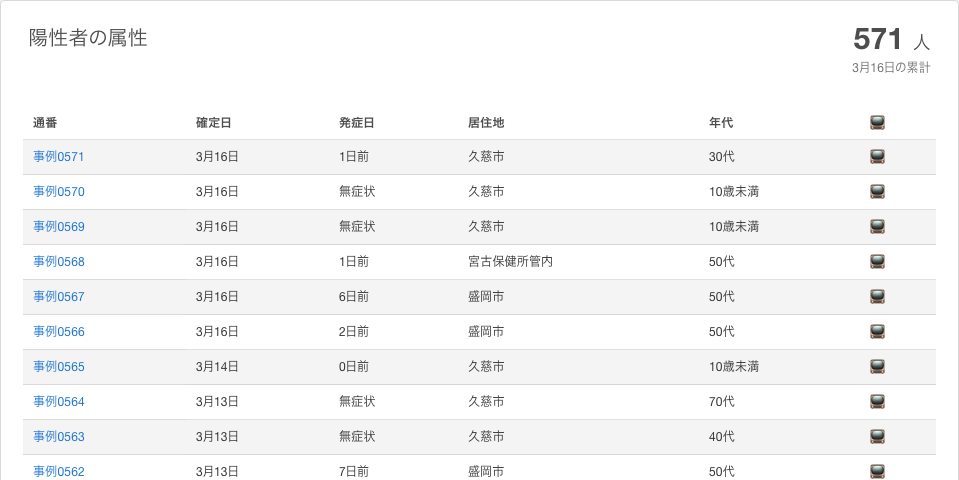 陽性者の属性
571 人
3月16日の累計
通番 確定日 発症日 居住地 年代
事例0571 3月16日 1日前 久慈市 30代
事例0570 3月16日 無症状 久慈市 10歳未満
事例0569 3月16日 無症状 久慈市 10歳未満
事例0568 3月16日 1日前 宮古保健所管内 50代
事例0567 3月16日 6日前 盛岡市 50代
事例0566 3月16日 2日前 盛岡市 50代
事例0565 3月14日 0日前 久慈市 10歳未満
事例0564 3月13日 無症状 久慈市 70代
事例0563 3月13日 無症状 久慈市 40代
事例0562 3月13日 7日前 盛岡市 50代